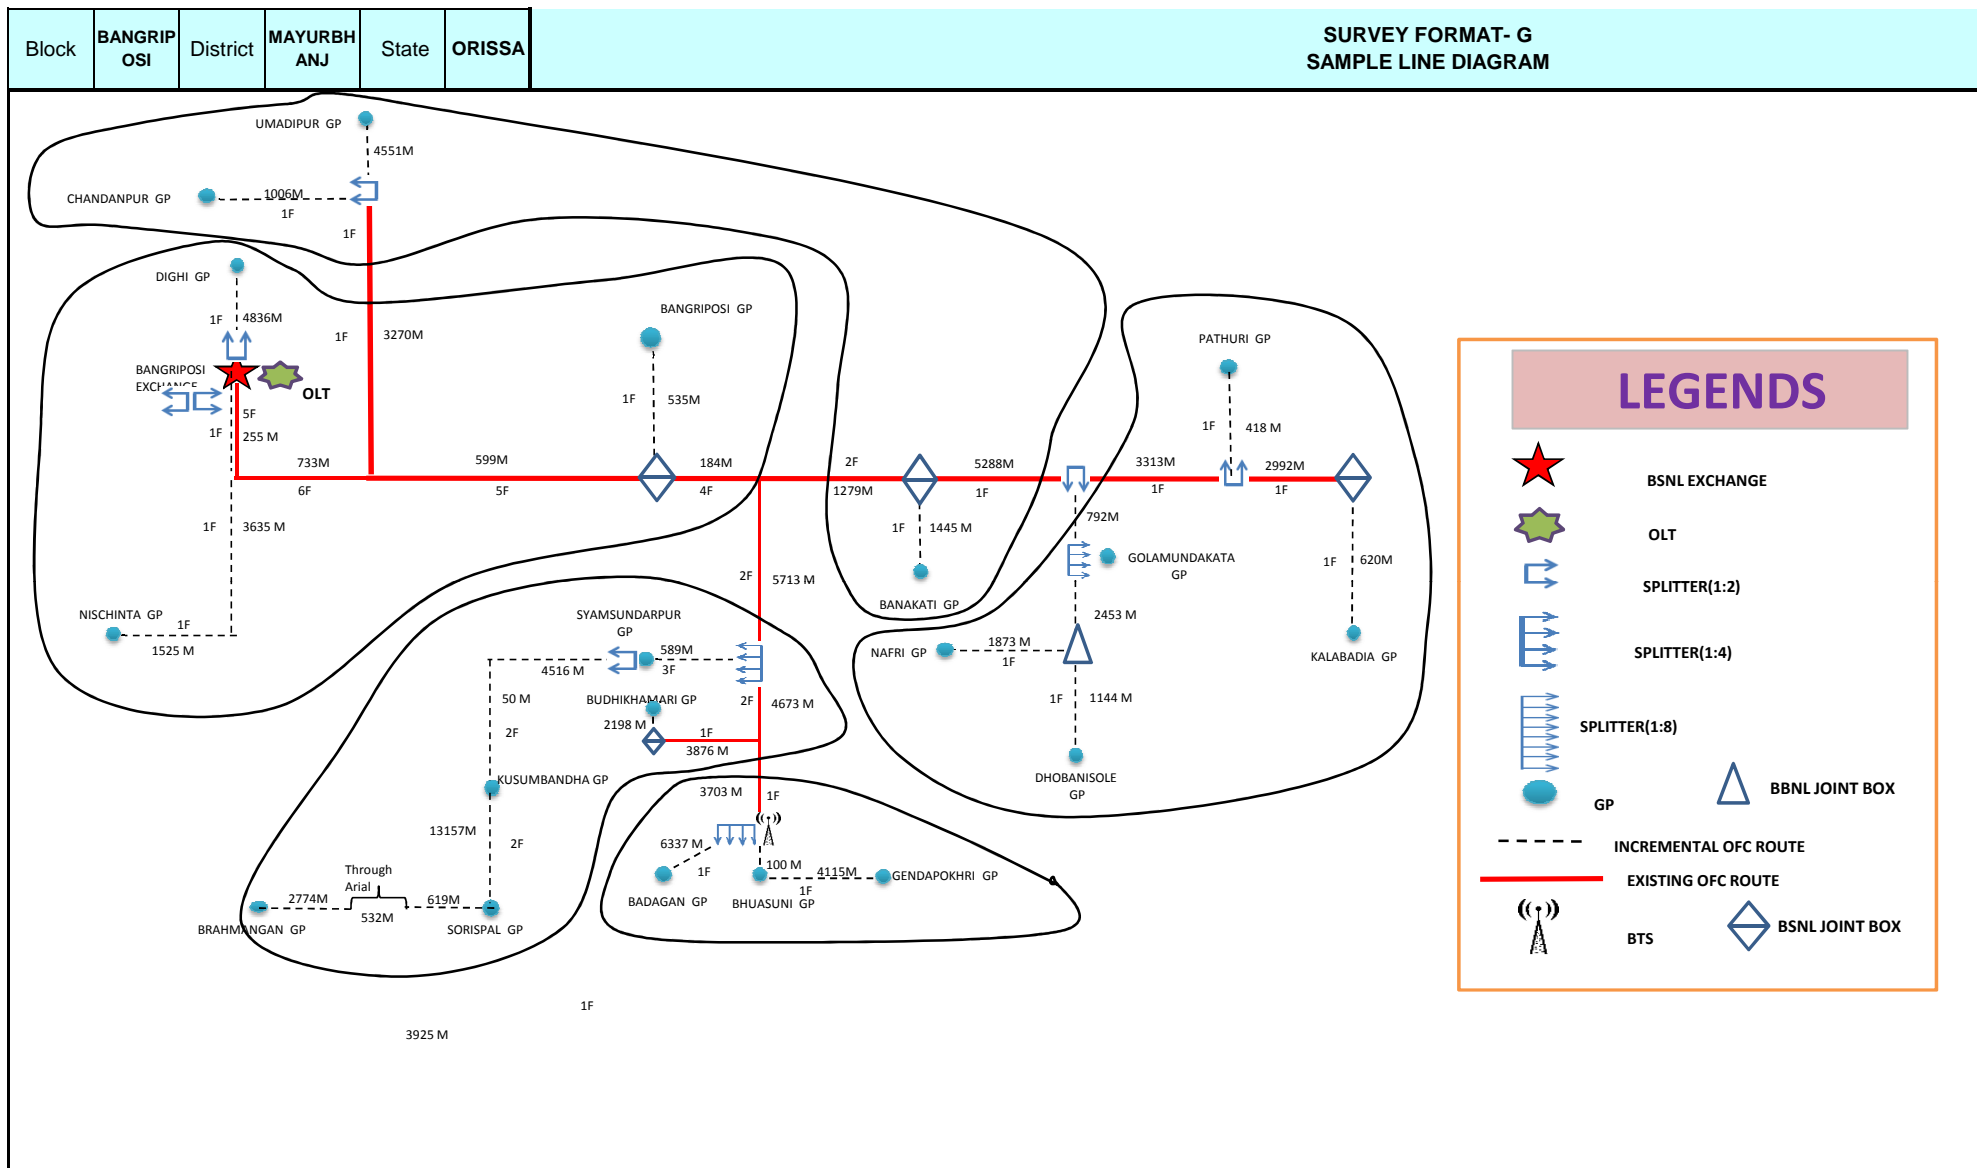 Block
BANGRIP
OSI
District
MAYURBH
ANJ
State
ORISSA
SURVEY FORMAT- G
SAMPLE LINE DIAGRAM
UMADIPUR GP
4551M
CHANDANPUR GP
1006M
1F
1F
DIGHI GP
1F
4836M
1F
3270M
BANGRIPOSI GP
BANGRIPOSI
EXCHANGE
OLT
5F
1F
255 M
1F
535M
733M
6F
599M
5F
184M
4F
2F
1279M
5288M
1F
3313M
1F
2992M
1F
PATHURI GP
1F
418 M
1F
3635 M
1F
1445 M
BANAKATI GP
792M
GOLAMUNDAKATA
GP
1F
620M
KALABADIA GP
2F
5713 M
NISCHINTA GP
1F
1525 M
SYAMSUNDARPUR
GP
589M
3F
4516 M
50 M
2F
BUDHIKHAMARI GP
2198 M
1F
3876 M
2F
4673 M
2453 M
NAFRI GP
1873 M
1F
1F
1144 M
DHOBANISOLE
GP
KUSUMBANDHA GP
13157M
2F
3703 M
1F
6337 M
1F
100 M
4115M
1F
GENDAPOKHRI GP
BADAGAN GP
BHUASUNI GP
Through
Arial
2774M
532M
619M
BRAHMANGAN GP
SORISPAL GP
1F
3925 M
LEGENDS
BSNL EXCHANGE
OLT
SPLITTER(1:2)
SPLITTER(1:4)
SPLITTER(1:8)
GP
BBNL JOINT BOX
INCREMENTAL OFC ROUTE
EXISTING OFC ROUTE
BTS
BSNL JOINT BOX